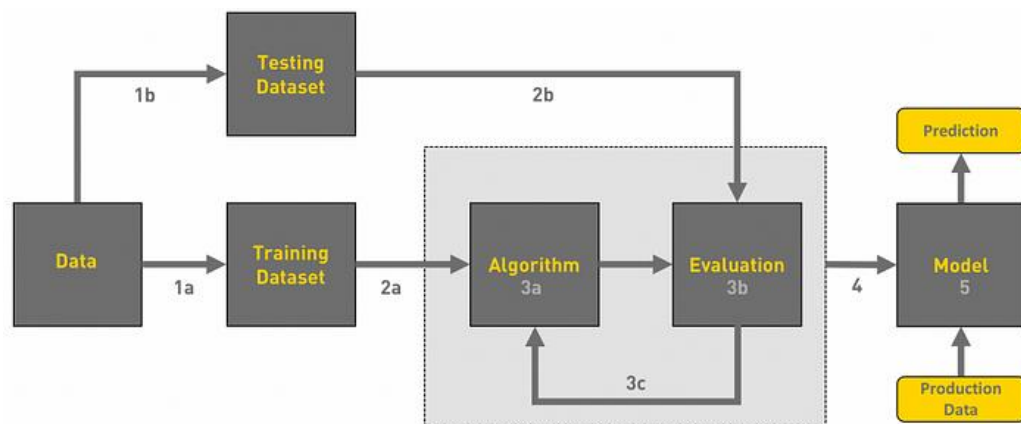 Testing
Dataset
1b
2b
Prediction
Data
1a
Training
Dataset
2a
Algorithm
3a
Evaluation
3b
4
Model
5
3c
Production
Data